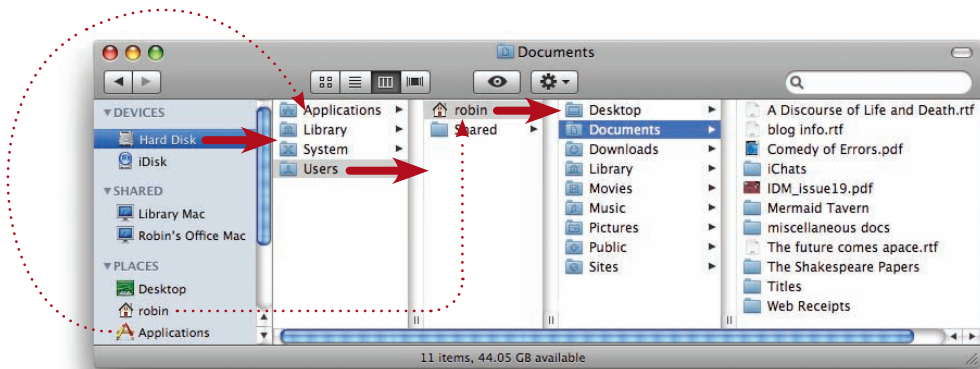 Documents
DEVICES
Hard Disk
iDisk
SHARED
Library Mac
Robin's Office Mac
PLACES
Desktop
robin
Applications
Applications
Library
System
Users
robin
Shared
Desktop
Documents
Downloads
Library
Movies
Music
Pictures
Public
Sites
A Discourse of Life and Death.rtf
blog info.rtf
Comedy of Errors.pdf
iChats
IDM_issue19.pdf
Mermaid Tavern
miscellaneous docs
The future comes apace.rtf
The Shakespeare Papers
Titles
Web Receipts
11 items, 44.05 GB available